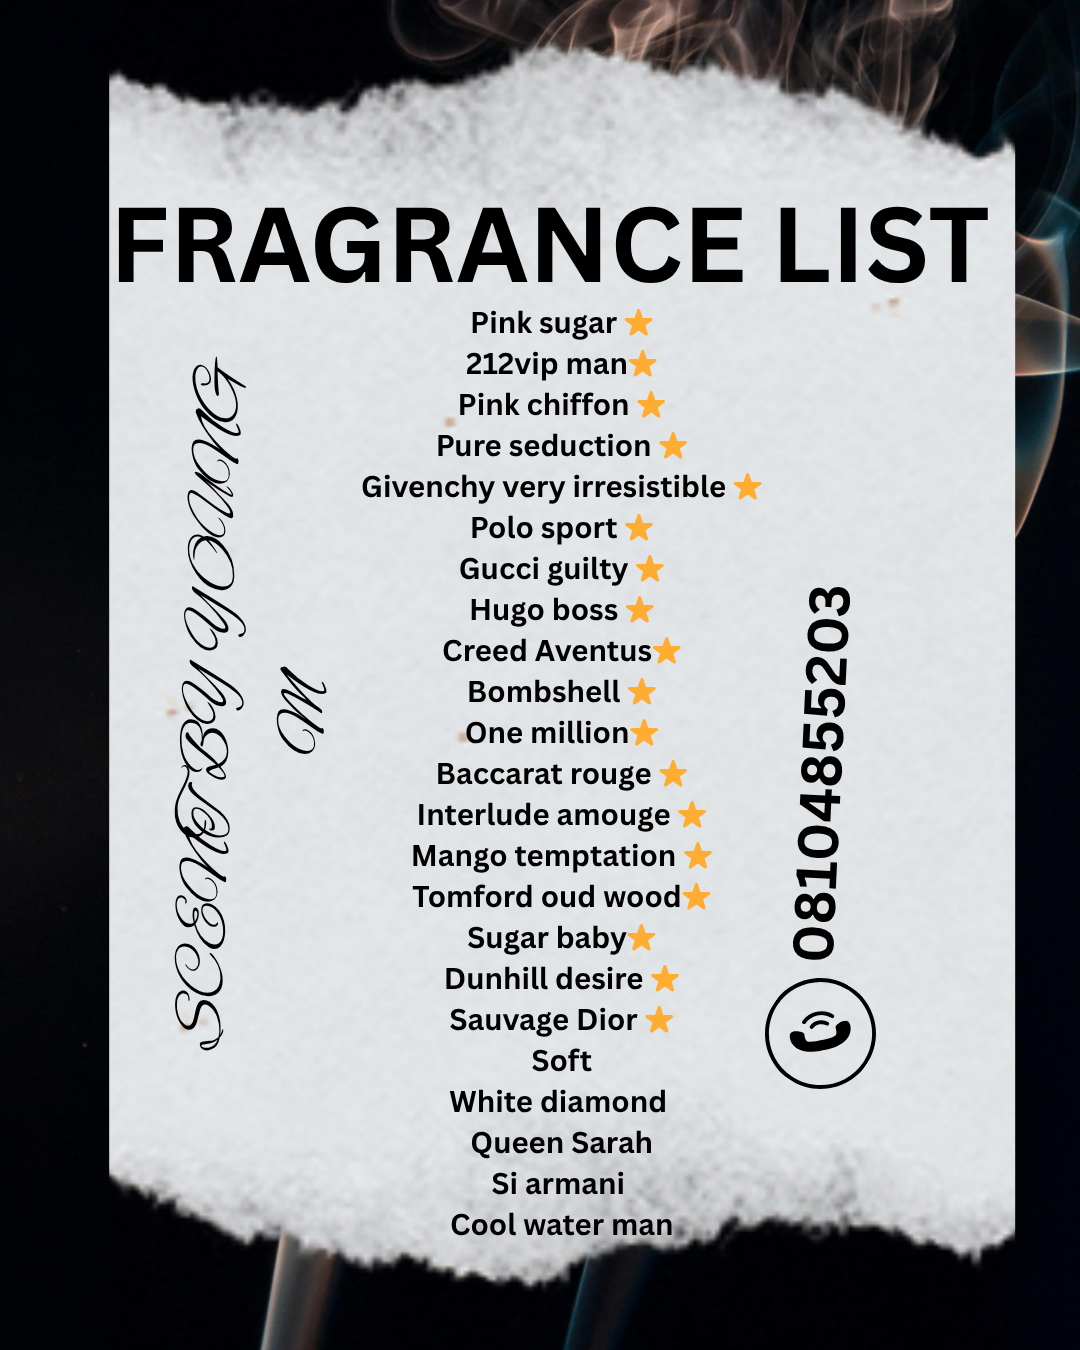 FRAGRANCE LIST
Pink sugar ⭐
212vip man⭐
Pink chiffon ⭐
Pure seduction ⭐
Givenchy very irresistible ⭐
Polo sport ⭐
Gucci guilty ⭐
Hugo boss ⭐
Creed Aventus⭐
Bombshell ⭐
One million⭐
Baccarat rouge ⭐
Interlude amouge ⭐
Mango temptation ⭐
Tomford oud wood⭐
Sugar baby⭐
Dunhill desire ⭐
Sauvage Dior ⭐
Soft
White diamond
Queen Sarah
Si armani
Cool water man
SCENT BY YOUNG
M
08104855203